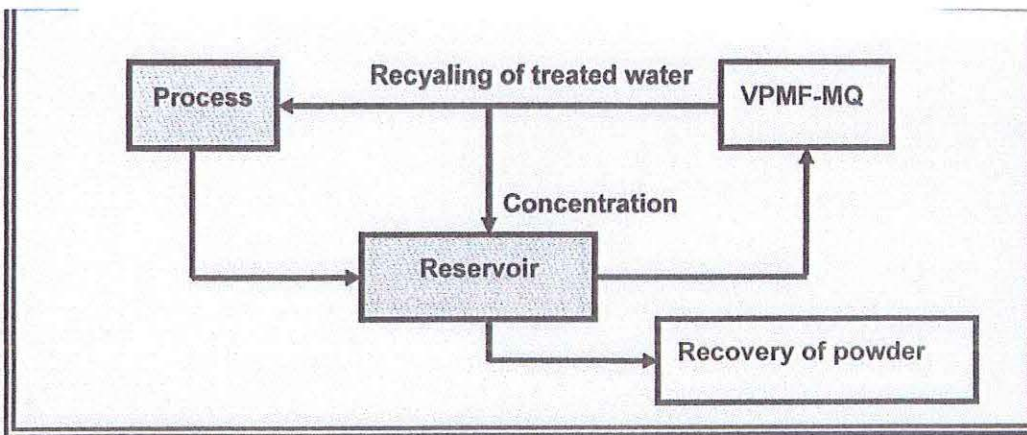 Recyaling of treated water
Process
VPMF-MQ
Concentration
Reservoir
Recovery of powder